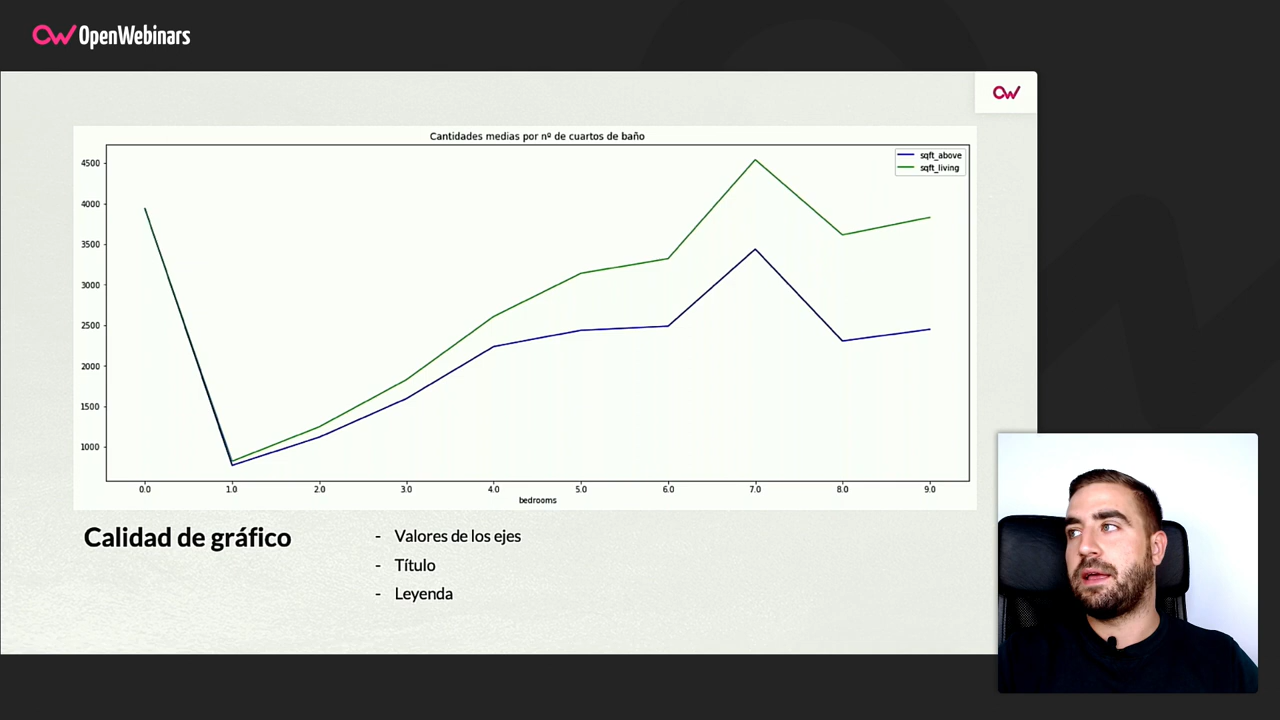 OpenWebinars
Cantidades medias por nº de cuartos de baño
sqft_above
sqft_living
4500
4000
3500
3000
2500
2000
1500
1000
0.0 1.0 2.0 3.0 4.0 5.0 6.0 7.0 8.0 9.0
bedrooms
Calidad de gráfico
- Valores de los ejes
- Título
- Leyenda